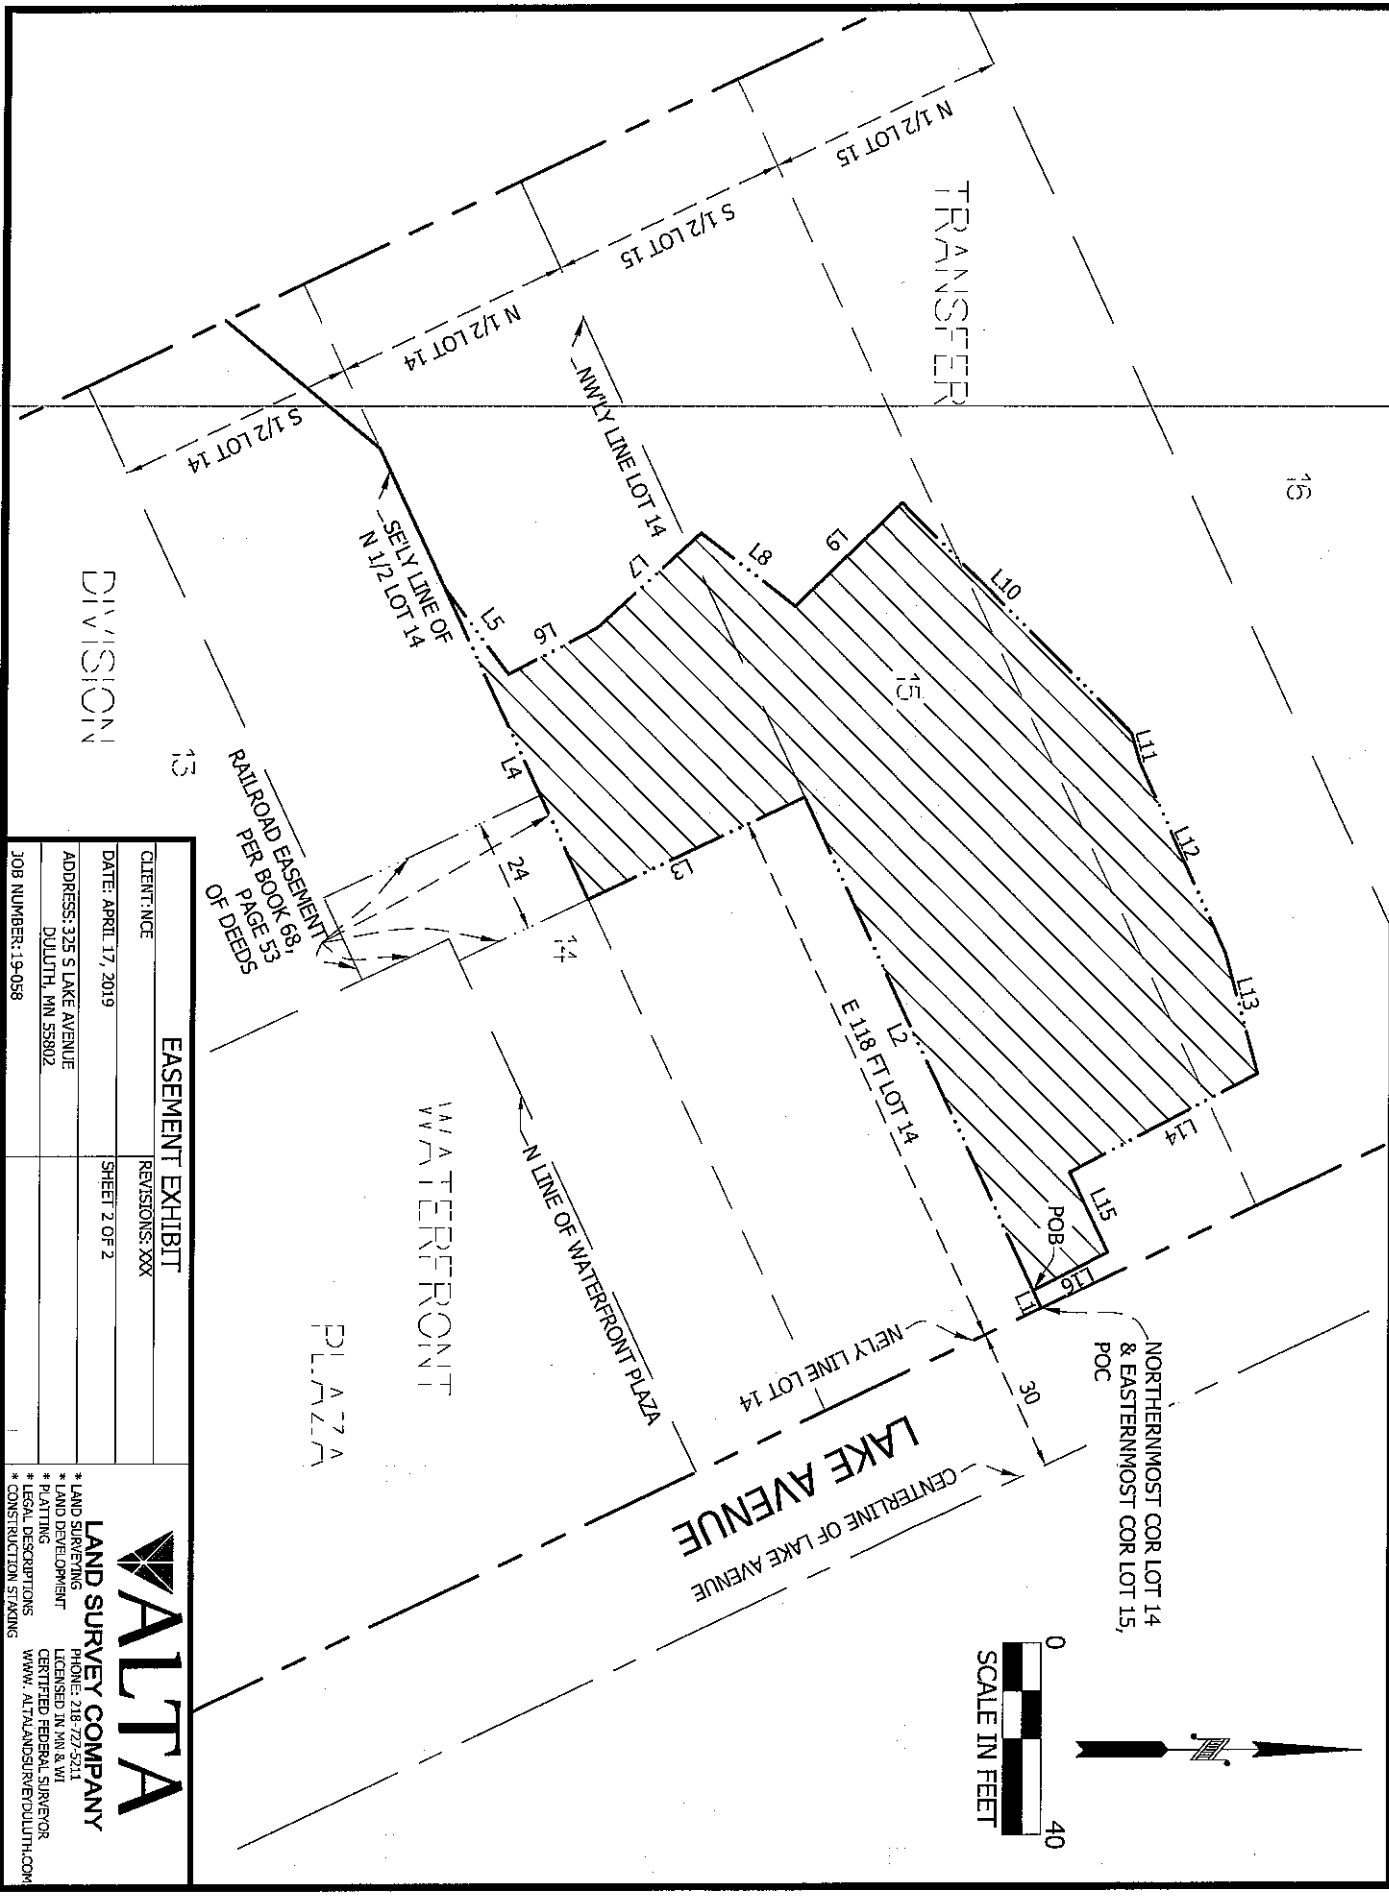 16
TRANSFER
N 1/2 LOT 15
S 1/2 LOT 15
N 1/2 LOT 14
S 1/2 LOT 14
NW'LY LINE LOT 14
SE'LY LINE OF
N 1/2 LOT 14
DIVISION
13
15
14
L1
L2
L3
L4
L5
L6
L7
L8
L9
L10
L11
L12
L13
L14
L15
L16
POB
NORTHERNMOST COR LOT 14
& EASTERNMOST COR LOT 15,
POC
E 118 FT LOT 14
30
24
RAILROAD EASEMENT
PER BOOK 68,
PAGE 53
OF DEEDS
N LINE OF WATERFRONT PLAZA
WATERFRONT
PLAZA
NE'LY LINE LOT 14
LAKE AVENUE
CENTERLINE OF LAKE AVENUE
0
40
SCALE IN FEET
EASEMENT EXHIBIT
CLIENT:NCE
REVISIONS: XXX
DATE: APRIL 17, 2019
SHEET 2 OF 2
ADDRESS: 325 S LAKE AVENUE
DULUTH, MN 55802
JOB NUMBER:19-058
ALTA
LAND SURVEY COMPANY
* LAND SURVEYING
* LAND DEVELOPMENT
* PLATTING
* LEGAL DESCRIPTIONS
* CONSTRUCTION STAKING
PHONE: 218-727-5211
LICENSED IN MN & WI
CERTIFIED FEDERAL SURVEYOR
WWW. ALTALANDSURVEYDULUTH.COM